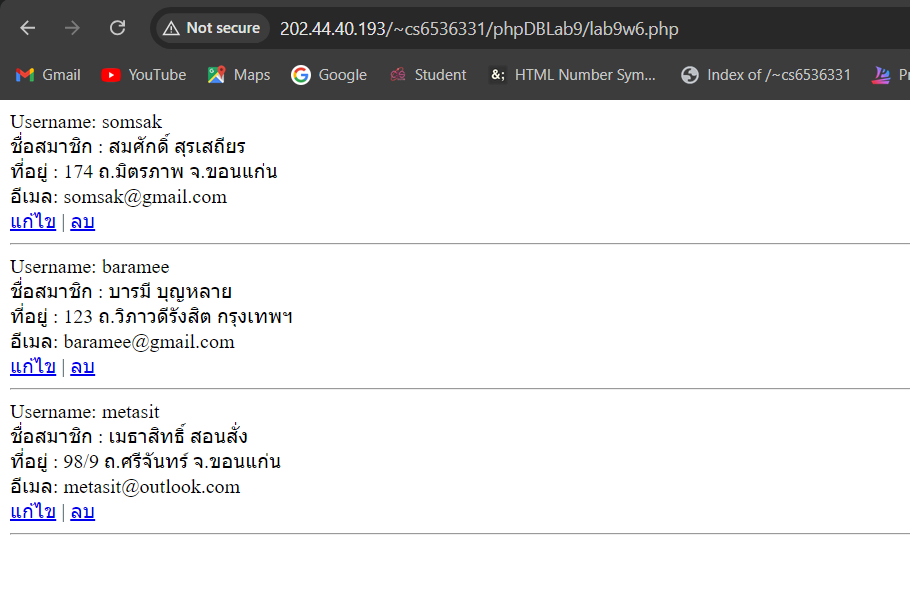 Not secure 202.44.40.193/~cs6536331/phpDBLab9/lab9w6.php
Gmail YouTube Maps Google Student &; HTML Number Sym... Index of /~cs6536331
Username: somsak
ชื่อสมาชิก : สมศักดิ์ สุรเสถียร
ที่อยู่ : 174 ถ.มิตรภาพ จ.ขอนแก่น
อีเมล: somsak@gmail.com
แก้ไข | ลบ
Username: baramee
ชื่อสมาชิก : บารมี บุญหลาย
ที่อยู่ : 123 ถ.วิภาวดีรังสิต กรุงเทพฯ
อีเมล: baramee@gmail.com
แก้ไข | ลบ
Username: metasit
ชื่อสมาชิก : เมธาสิทธิ์ สอนสั่ง
ที่อยู่ : 98/9 ถ.ศรีจันทร์ จ.ขอนแก่น
อีเมล: metasit@outlook.com
แก้ไข | ลบ